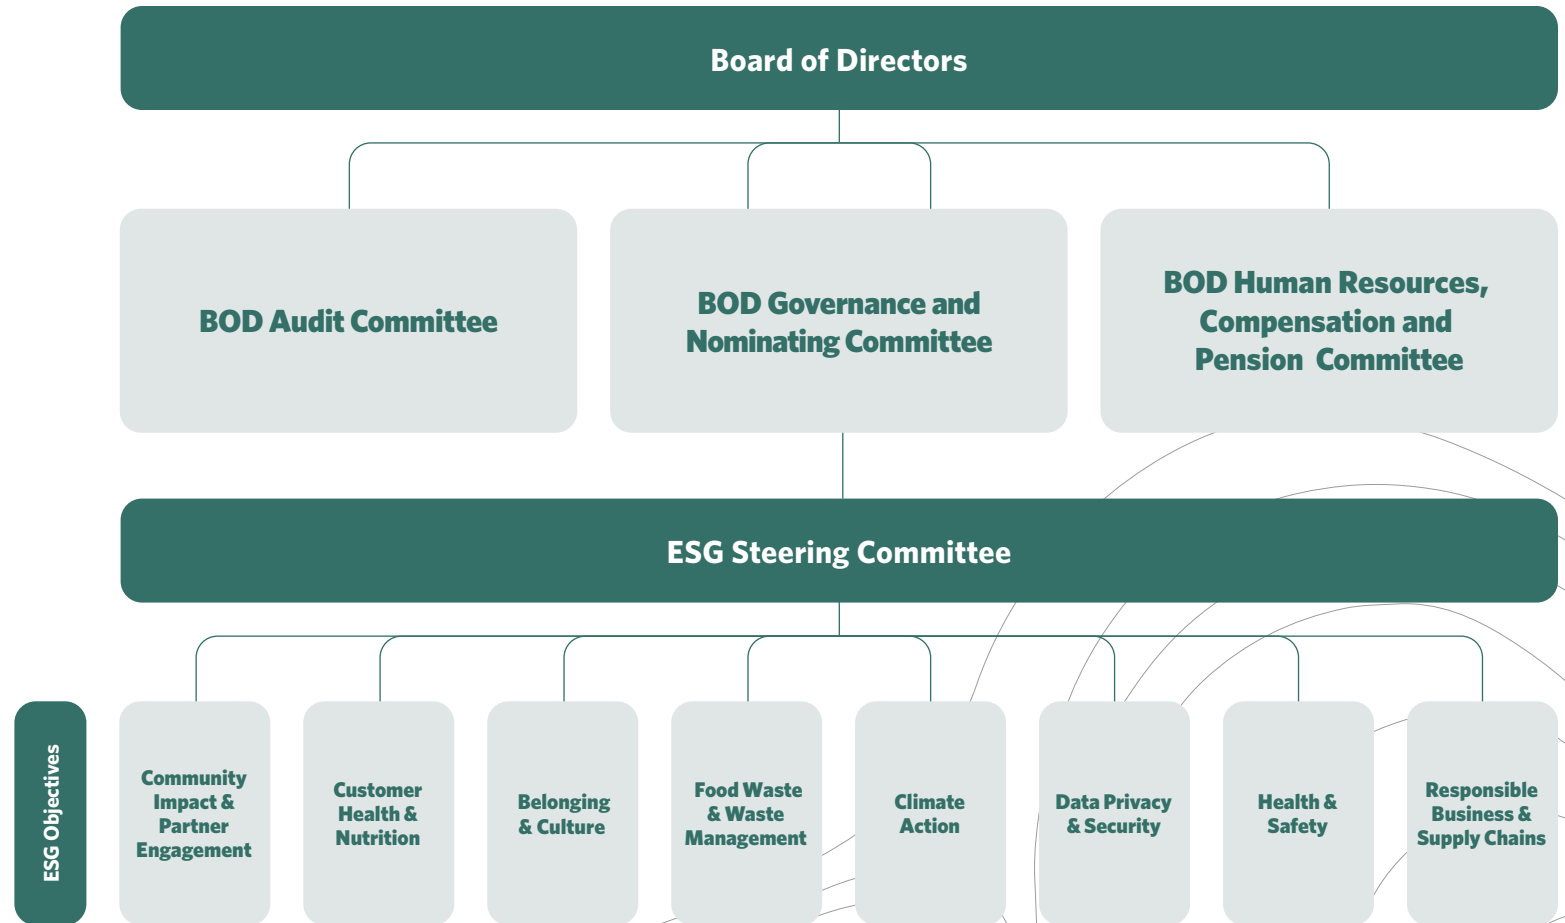 Board of Directors
BOD Audit Committee
BOD Governance and
Nominating Committee
BOD Human Resources,
Compensation and
Pension Committee
ESG Steering Committee
ESG Objectives
Community
Impact &
Partner
Engagement
Customer
Health &
Nutrition
Belonging
& Culture
Food Waste
& Waste
Management
Climate
Action
Data Privacy
& Security
Health &
Safety
Responsible
Business &
Supply Chains